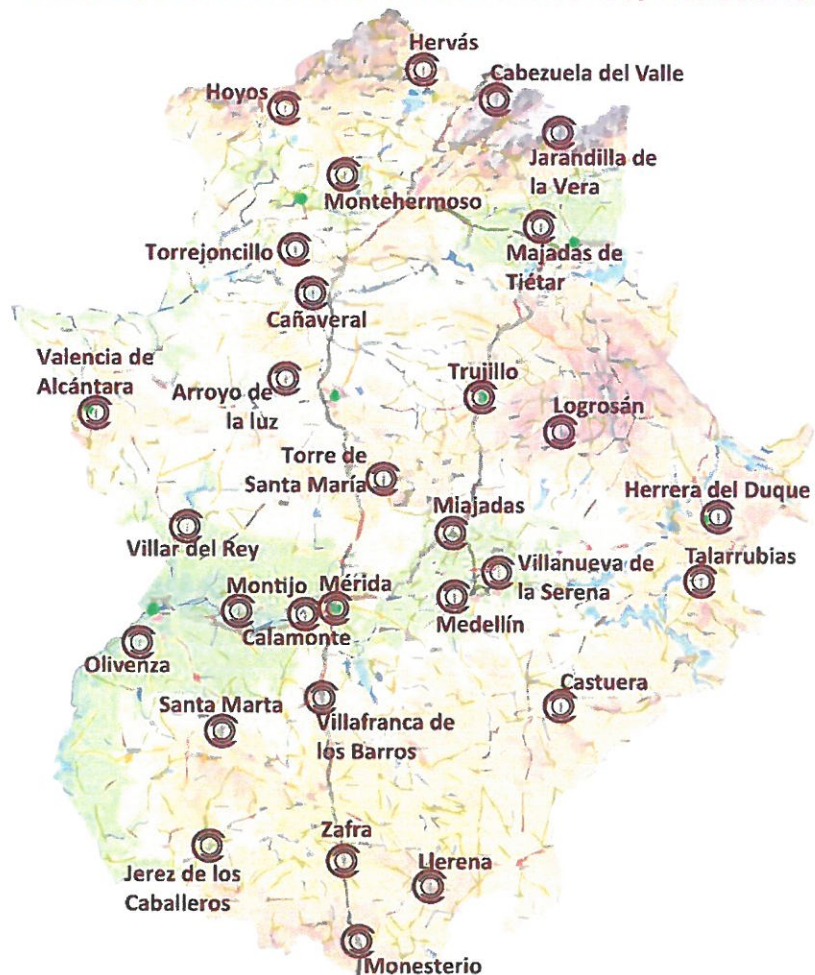 Hervás
Cabezuela del Valle
Hoyos
Jarandilla de
la Vera
Montehermoso
Torrejoncillo
Majadas de
Tiétar
Cañaveral
Valencia de
Alcántara
Arroyo de
la luz
Trujillo
Logrosán
Torre de
Santa María
Miajadas
Herrera del Duque
Villar del Rey
Villanueva de
la Serena
Talarrubias
Montijo
Mérida
Calamonte
Medellín
Olivenza
Santa Marta
Villafranca de
los Barros
Castuera
Zafra
Llerena
Jerez de los
Caballeros
Monesterio